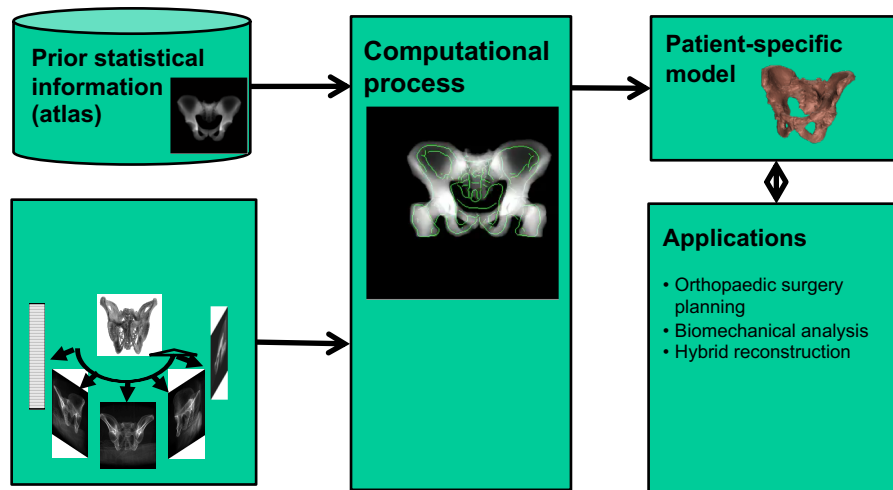 Prior statistical
information
(atlas)
Computational
process
Patient-specific
model
Applications
• Orthopaedic surgery
planning
• Biomechanical analysis
• Hybrid reconstruction